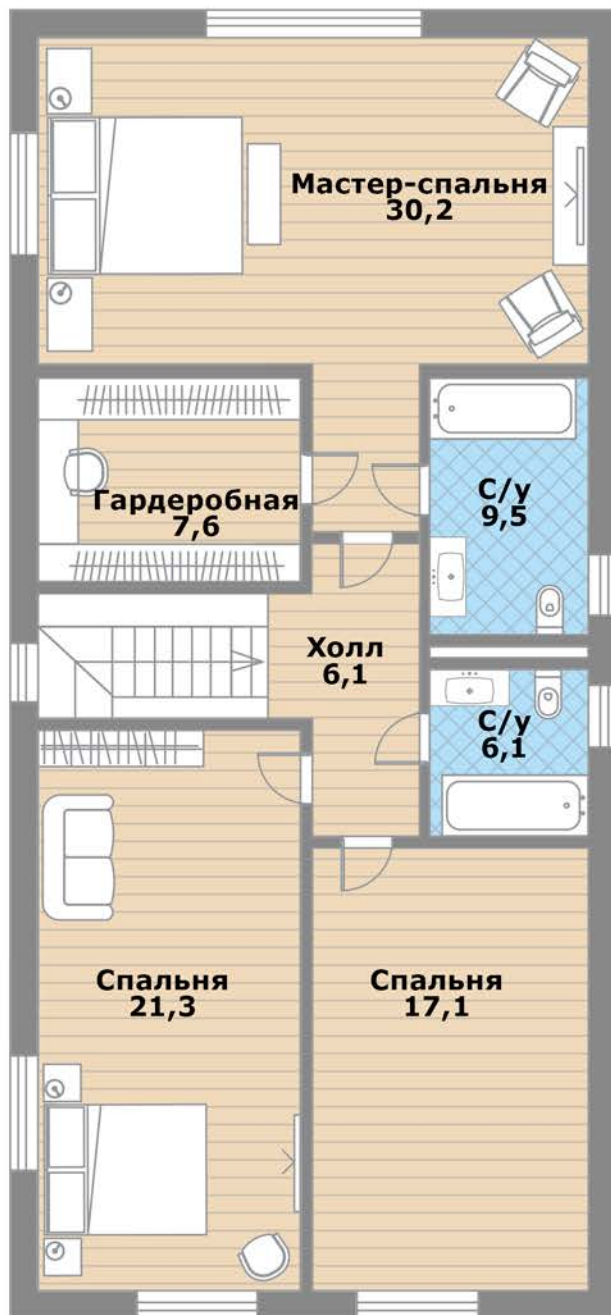 Мастер-спальня
30,2
Гардеробная
7,6
С/у
9,5
Холл
6,1
С/у
6,1
Спальня
21,3
Спальня
17,1